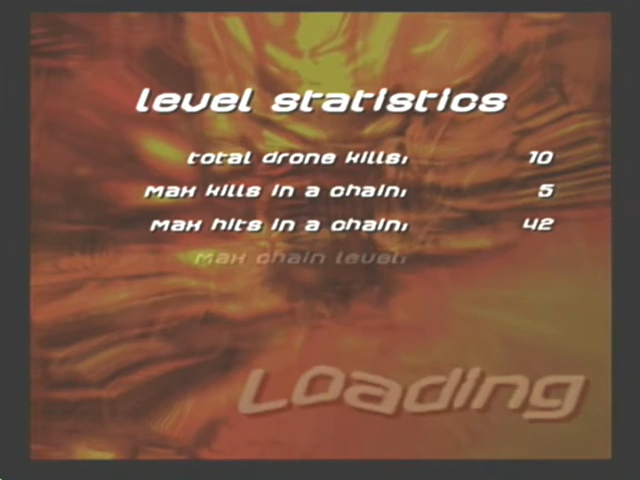 level statistics
total drone kills: 10
max kills in a chain: 5
max hits in a chain: 42
max chain level:
Loading